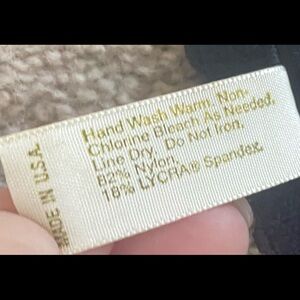 Hand Wash Warm. Non-
Chlorine Bleach As Needed.
Line Dry. Do Not Iron.
82% Nylon.
18% LYCRA® Spandex.
MADE IN U.S.A.